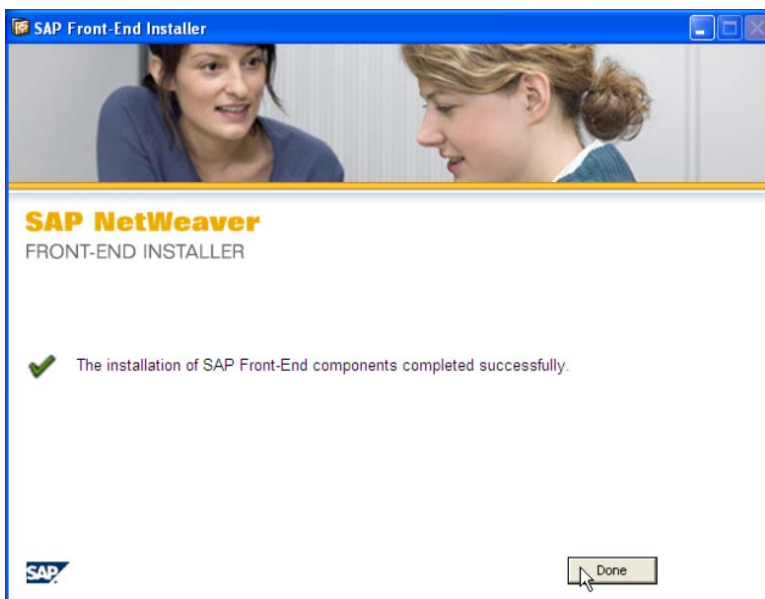 SAP Front-End Installer
SAP NetWeaver
FRONT-END INSTALLER
The installation of SAP Front-End components completed successfully.
SAP
Done